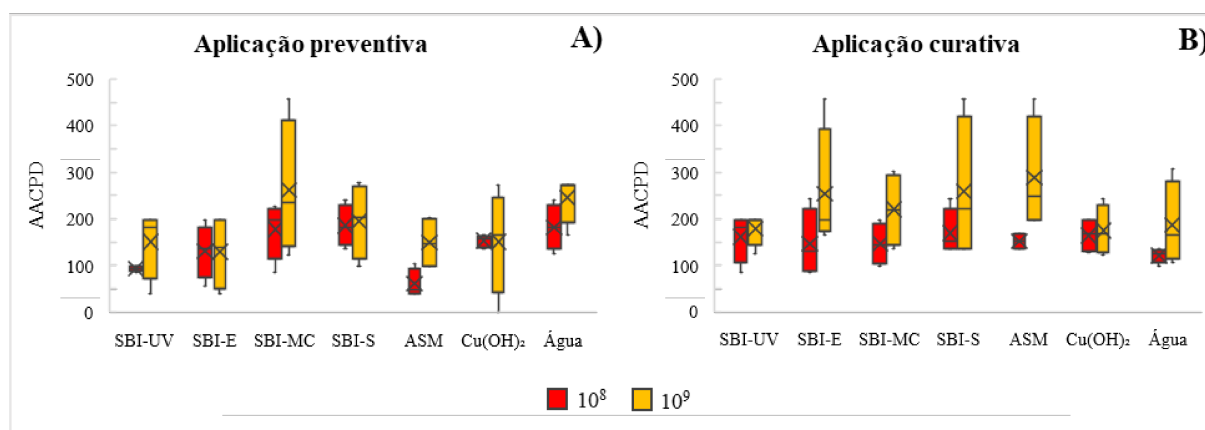 Aplicação preventiva
A)
AACPD
500
400
300
200
100
0
SBI-UV SBI-E SBI-MC SBI-S ASM Cu(OH)₂ Água
Aplicação curativa
B)
AACPD
500
400
300
200
100
0
SBI-UV SBI-E SBI-MC SBI-S ASM Cu(OH)₂ Água
10⁸ 10⁹